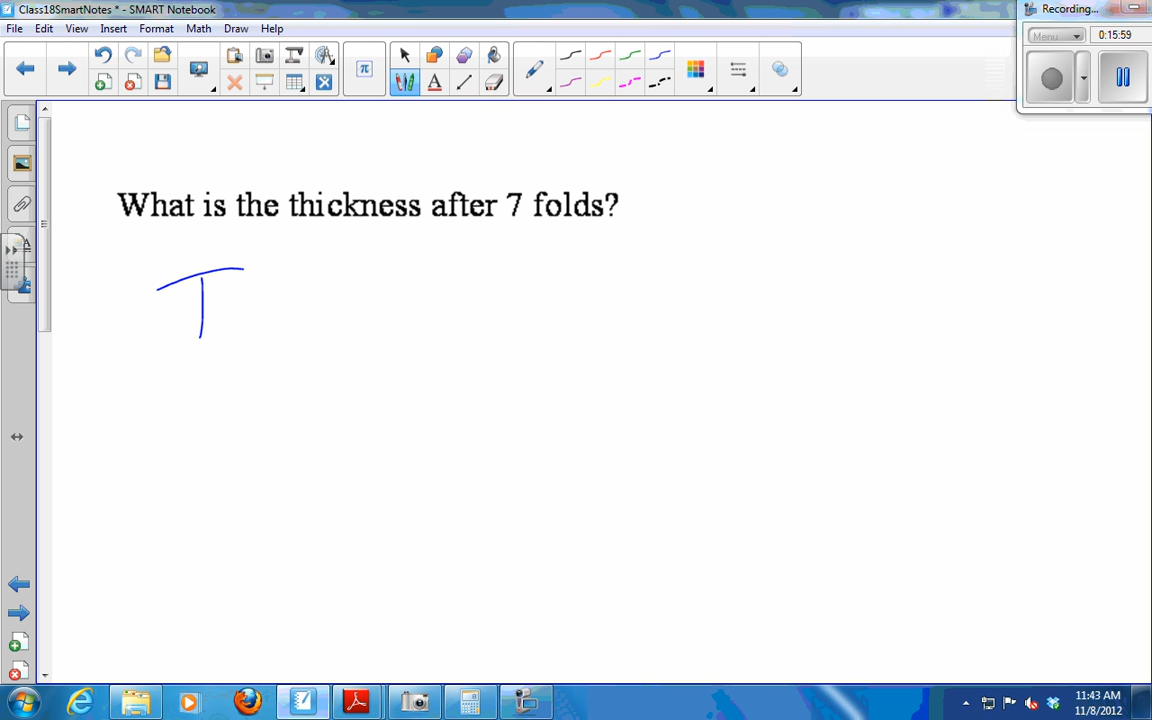 Class18SmartNotes * - SMART Notebook
Recording...
File Edit View Insert Format Math Draw Help
Menu
0:15:59
π
A
What is the thickness after 7 folds?
T
11:43 AM
11/8/2012